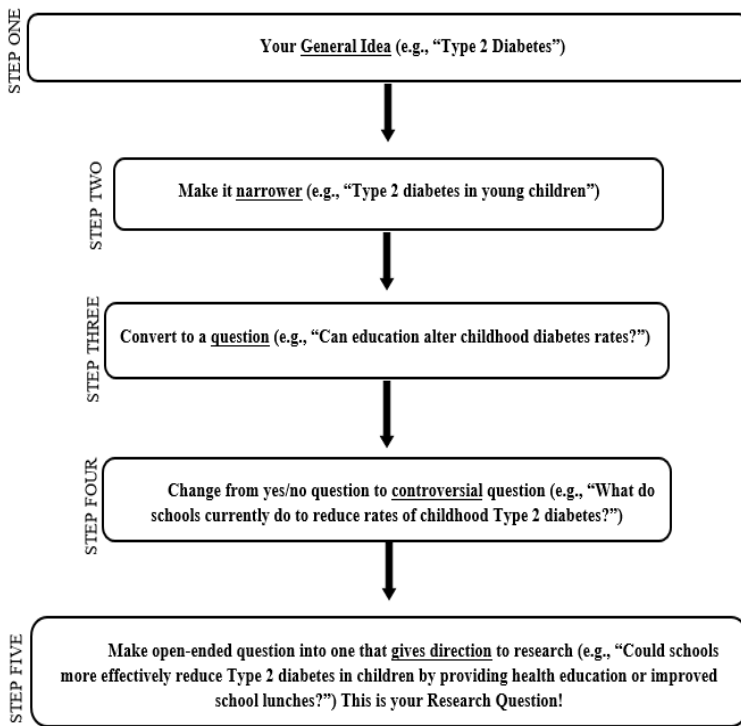 STEP ONE
Your General Idea (e.g., “Type 2 Diabetes”)
STEP TWO
Make it narrower (e.g., “Type 2 diabetes in young children”)
STEP THREE
Convert to a question (e.g., “Can education alter childhood diabetes rates?”)
STEP FOUR
Change from yes/no question to controversial question (e.g., “What do
schools currently do to reduce rates of childhood Type 2 diabetes?”)
STEP FIVE
Make open-ended question into one that gives direction to research (e.g., “Could schools
more effectively reduce Type 2 diabetes in children by providing health education or improved
school lunches?”) This is your Research Question!